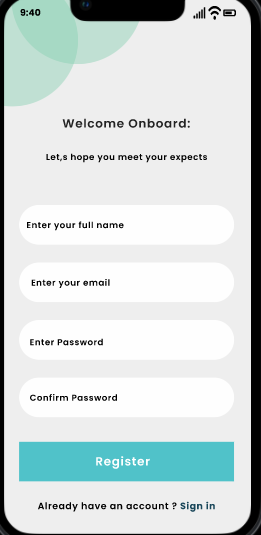 9:40
Welcome Onboard:
Let,s hope you meet your expects
Enter your full name
Enter your email
Enter Password
Confirm Password
Register
Already have an account ? Sign in